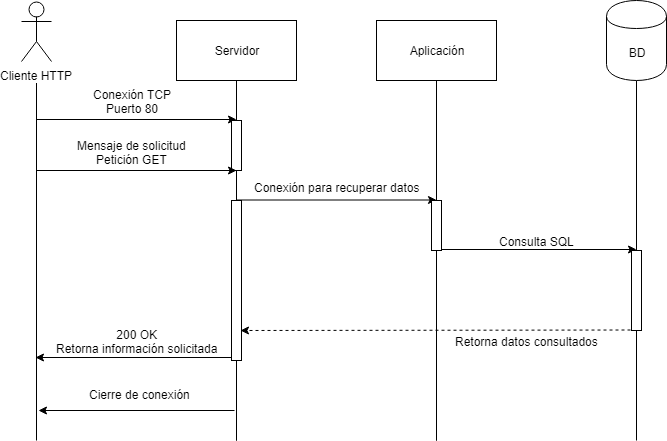 Cliente HTTP
Servidor
Aplicación
BD
Conexión TCP
Puerto 80
Mensaje de solicitud
Petición GET
Conexión para recuperar datos
Consulta SQL
200 OK
Retorna información solicitada
Retorna datos consultados
Cierre de conexión